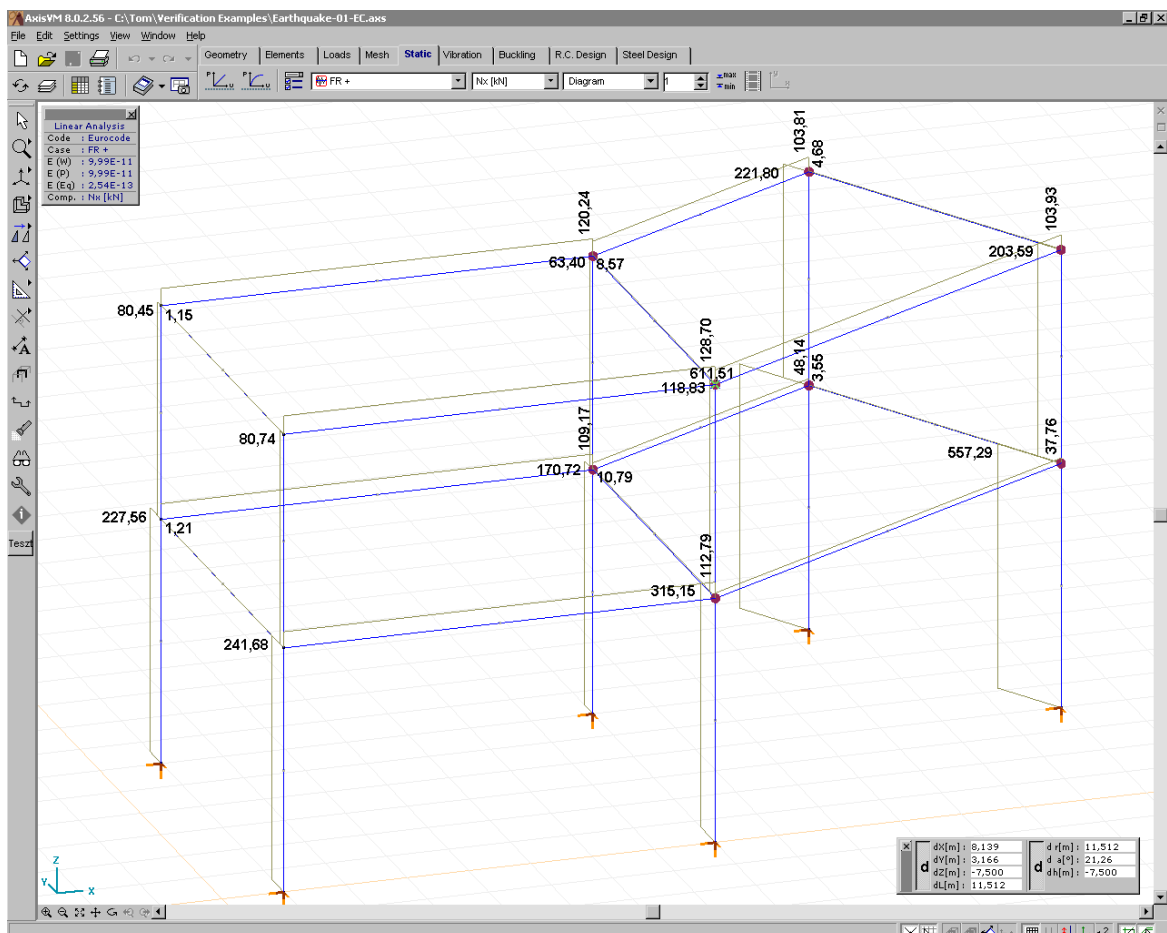 AxisVM 8.0.2.56 - C:\Tom\Verification Examples\Earthquake-01-EC.axs
File Edit Settings View Window Help
Geometry Elements Loads Mesh Static Vibration Buckling R.C. Design Steel Design
FR + Nx [kN] Diagram 1 max
min
Linear Analysis
Code : Eurocode
Case : FR +
E (W) : 9,99E-11
E (P) : 9,99E-11
E (Eq) : 2,54E-13
Comp. : Nx [kN]
103,81
4,68
221,80
120,24
103,93
203,59
63,40
8,57
80,45
1,15
128,70
611,51
118,83
48,14
3,55
80,74
109,17
557,29
37,76
170,72
10,79
227,56
1,21
Teszt
112,79
315,15
241,68
Z
Y
X
d
dX[m] : 8,139
dY[m] : 3,166
dZ[m] : -7,500
dL[m] : 11,512
d
d r[m] : 11,512
d a[°] : 21,26
dh[m] : -7,500